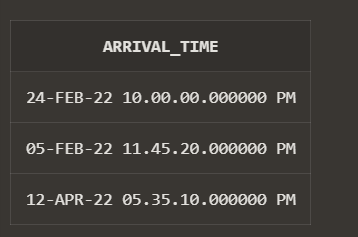 ARRIVAL_TIME
24-FEB-22 10.00.00.000000 PM
05-FEB-22 11.45.20.000000 PM
12-APR-22 05.35.10.000000 PM